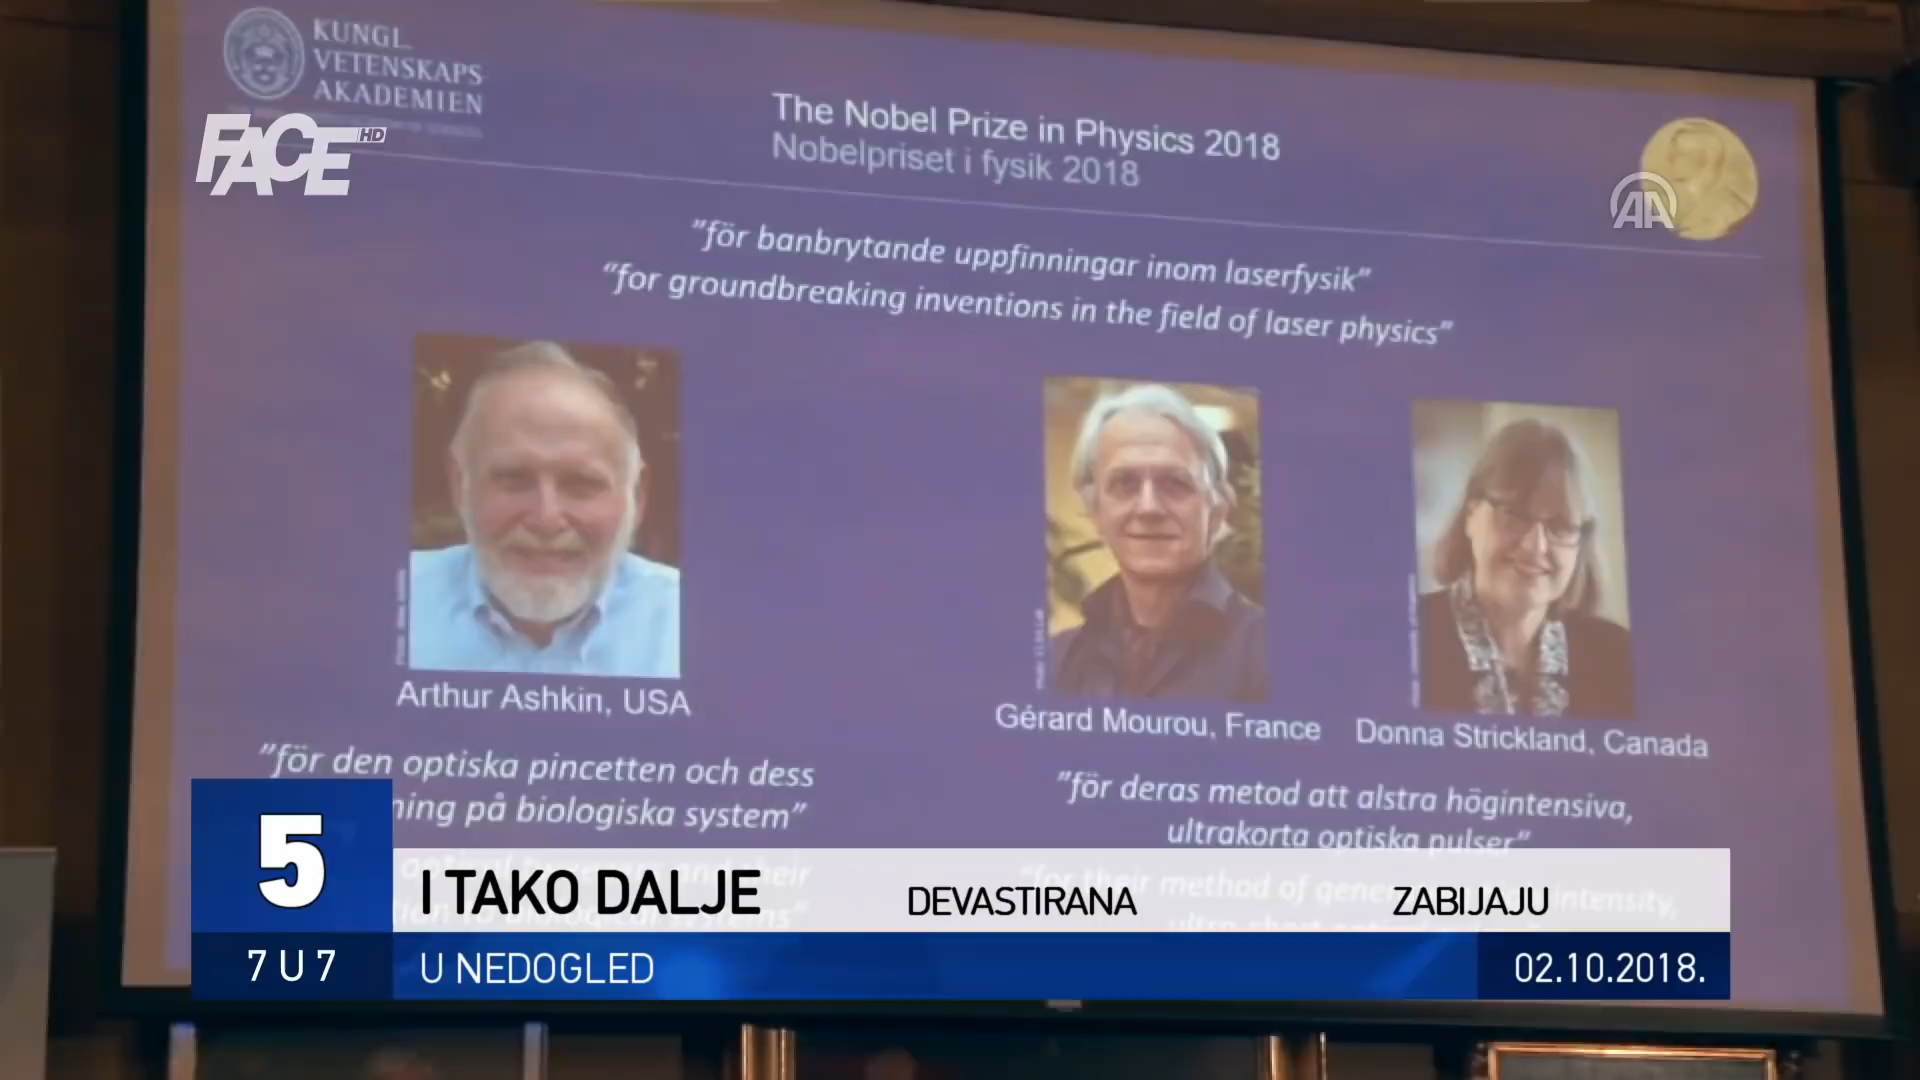 KUNGL.
VETENSKAPS
AKADEMIEN
FACE HD
The Nobel Prize in Physics 2018
Nobelpriset i fysik 2018
AA
”för banbrytande uppfinningar inom laserfysik”
“for groundbreaking inventions in the field of laser physics”
Arthur Ashkin, USA
Gérard Mourou, France
Donna Strickland, Canada
”för den optiska pincetten och dess
ning på biologiska system”
”för deras metod att alstra högintensiva,
ultrakorta optiska pulser”
5
I TAKO DALJE
DEVASTIRANA
ZABIJAJU
7 U 7
U NEDOGLED
02.10.2018.